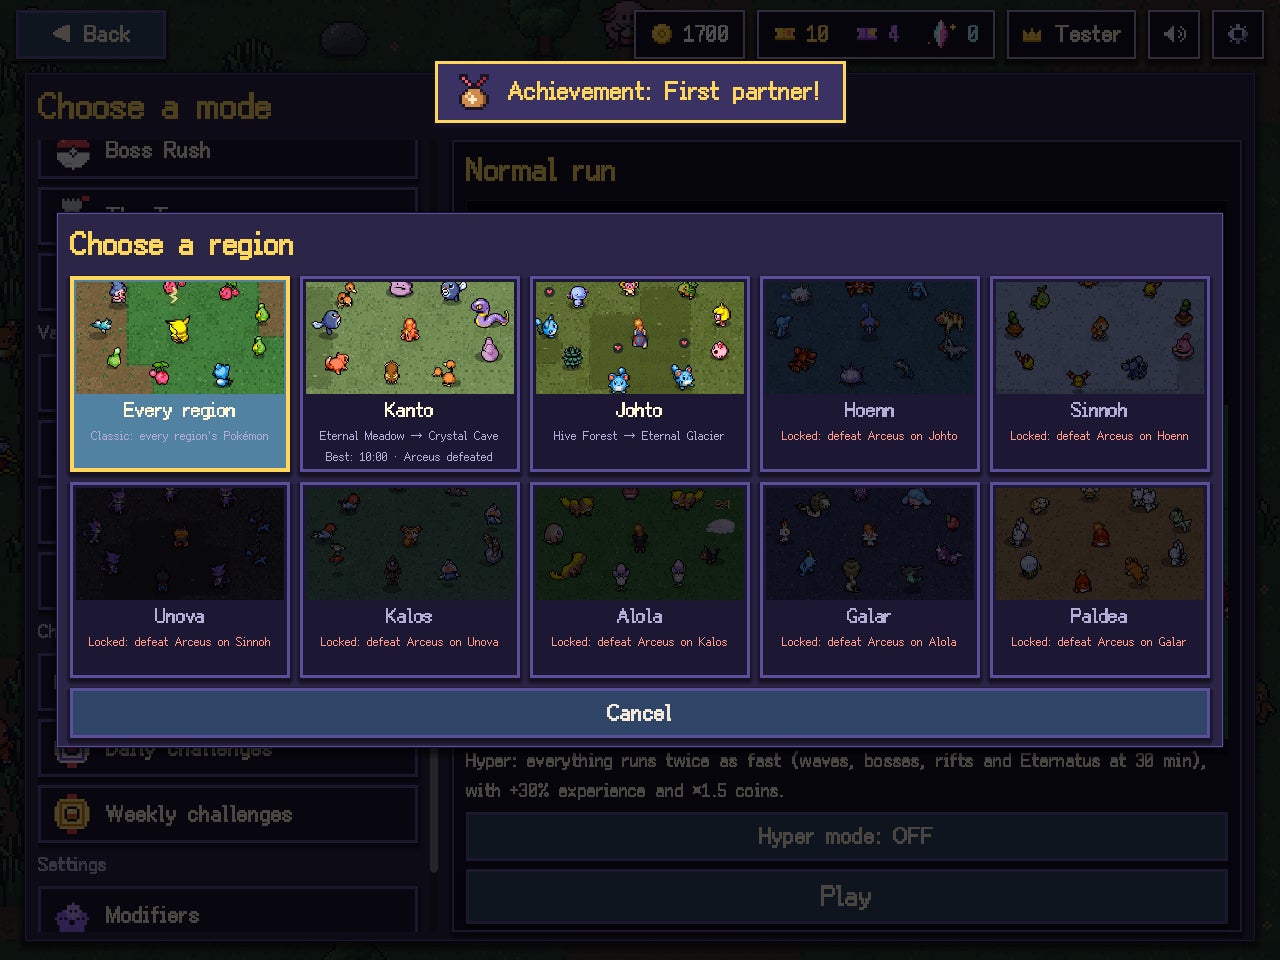 Back
1700
10
4
0
Tester
Achievement: First partner!
Choose a mode
Boss Rush
Normal run
Choose a region
Every region
Classic: every region's Pokémon
Kanto
Eternal Meadow → Crystal Cave
Best: 10:00 · Arceus defeated
Johto
Hive Forest → Eternal Glacier
Hoenn
Locked: defeat Arceus on Johto
Sinnoh
Locked: defeat Arceus on Hoenn
Unova
Locked: defeat Arceus on Sinnoh
Kalos
Locked: defeat Arceus on Unova
Alola
Locked: defeat Arceus on Kalos
Galar
Locked: defeat Arceus on Alola
Paldea
Locked: defeat Arceus on Galar
Cancel
Daily challenges
Weekly challenges
Settings
Modifiers
Hyper: everything runs twice as fast (waves, bosses, rifts and Eternatus at 30 min),
with +30% experience and ×1.5 coins.
Hyper mode: OFF
Play